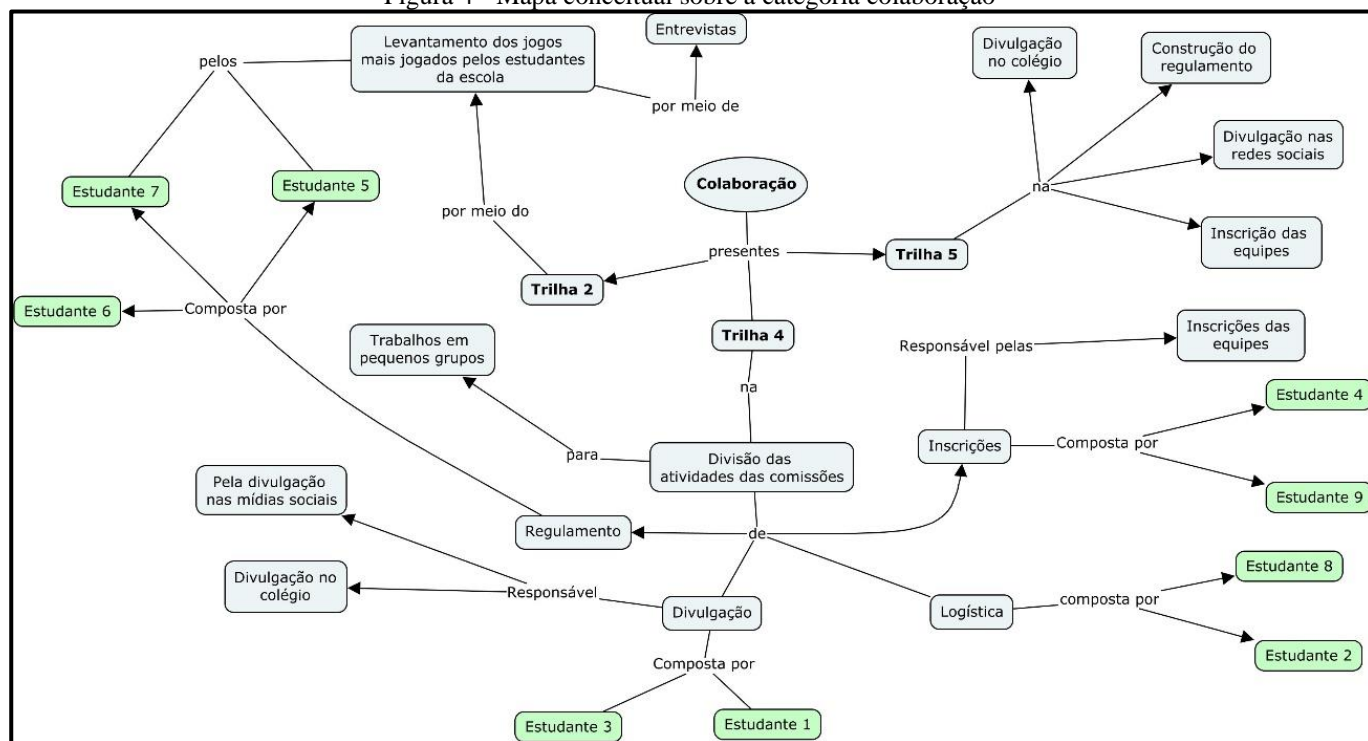 Figura 4 - Mapa conceitual sobre a categoria colaboração
Levantamento dos jogos
mais jogados pelos estudantes
da escola
Entrevistas
pelos
por meio de
Divulgação
no colégio
Construção do
regulamento
Divulgação nas
redes sociais
Inscrição das
equipes
na
Colaboração
Estudante 7
Estudante 5
por meio do
presentes
Trilha 5
Trilha 2
Estudante 6
Composta por
Trilha 4
Trabalhos em
pequenos grupos
na
Responsável pelas
Inscrições das
equipes
Estudante 4
Inscrições
Composta por
Estudante 9
para
Divisão das
atividades das comissões
Pela divulgação
nas mídias sociais
Regulamento
de
Divulgação no
colégio
Responsável
Divulgação
Logística
composta por
Estudante 8
Estudante 2
Composta por
Estudante 3
Estudante 1